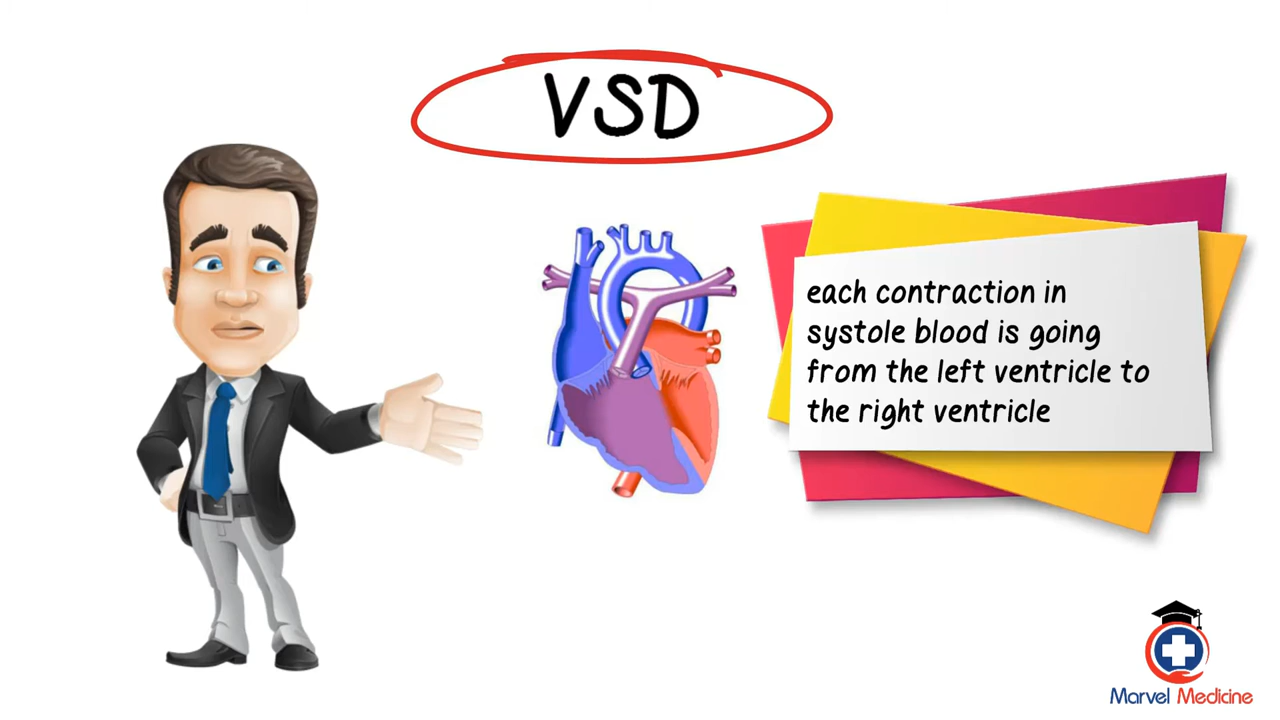 VSD
each contraction in
systole blood is going
from the left ventricle to
the right ventricle
Marvel Medicine